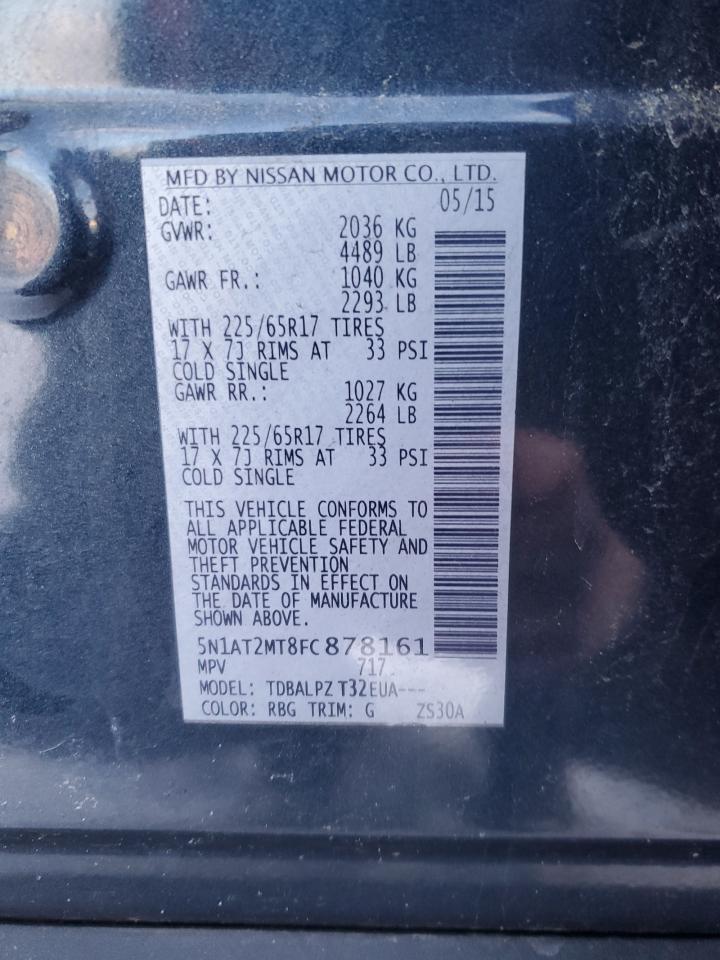 MFD BY NISSAN MOTOR CO., LTD.
DATE: 05/15
GVWR: 2036 KG
4489 LB
GAWR FR.: 1040 KG
2293 LB
WITH 225/65R17 TIRES
17 X 7J RIMS AT 33 PSI
COLD SINGLE
GAWR RR.: 1027 KG
2264 LB
WITH 225/65R17 TIRES
17 X 7J RIMS AT 33 PSI
COLD SINGLE
THIS VEHICLE CONFORMS TO
ALL APPLICABLE FEDERAL
MOTOR VEHICLE SAFETY AND
THEFT PREVENTION
STANDARDS IN EFFECT ON
THE DATE OF MANUFACTURE
SHOWN ABOVE.
5N1AT2MT8FC878161
MPV 717
MODEL: TDBALPZ T32EUA---
COLOR: RBG TRIM: G ZS30A